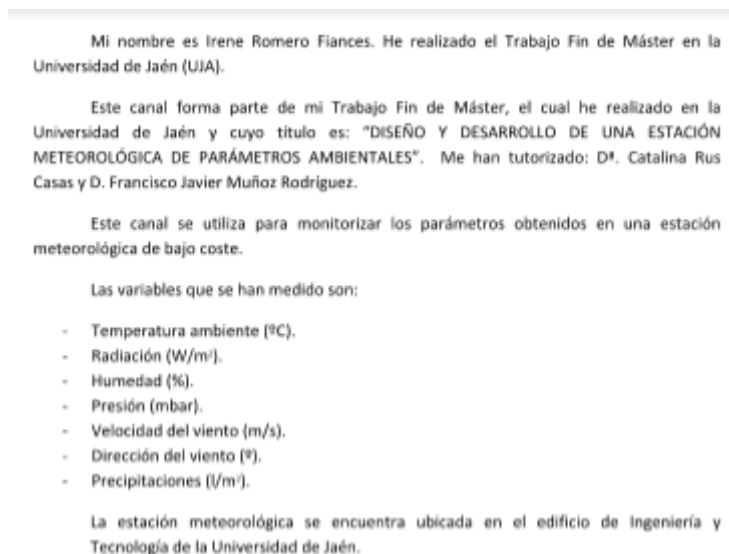 Mi nombre es Irene Romero Fiances. He realizado el Trabajo Fin de Máster en la
Universidad de Jaén (UJA).
Este canal forma parte de mi Trabajo Fin de Máster, el cual he realizado en la
Universidad de Jaén y cuyo título es: "DISEÑO Y DESARROLLO DE UNA ESTACIÓN
METEOROLÓGICA DE PARÁMETROS AMBIENTALES". Me han tutorizado: Dª. Catalina Rus
Casas y D. Francisco Javier Muñoz Rodríguez.
Este canal se utiliza para monitorizar los parámetros obtenidos en una estación
meteorológica de bajo coste.
Las variables que se han medido son:
- Temperatura ambiente (ºC).
- Radiación (W/m²).
- Humedad (%).
- Presión (mbar).
- Velocidad del viento (m/s).
- Dirección del viento (º).
- Precipitaciones (l/m²).
La estación meteorológica se encuentra ubicada en el edificio de Ingeniería y
Tecnología de la Universidad de Jaén.